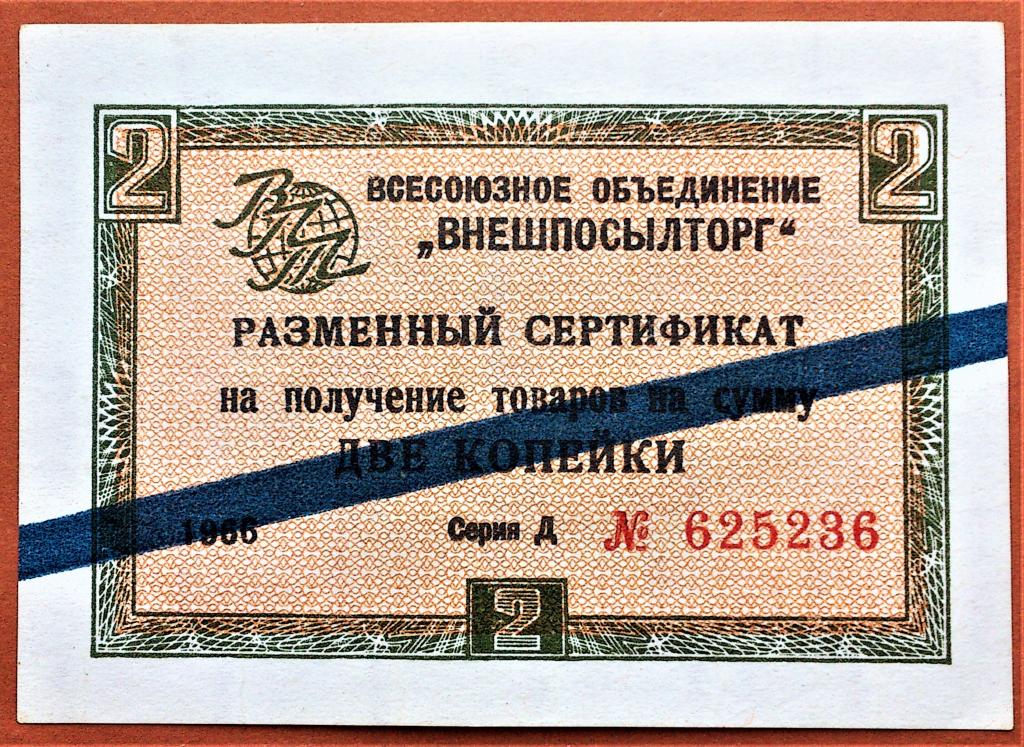 2 2
ВПТ
ВСЕСОЮЗНОЕ ОБЪЕДИНЕНИЕ
„ВНЕШПОСЫЛТОРГ“
РАЗМЕННЫЙ СЕРТИФИКАТ
на получение товаров на сумму
ДВЕ КОПЕЙКИ
1966 Серия Д № 625236
2